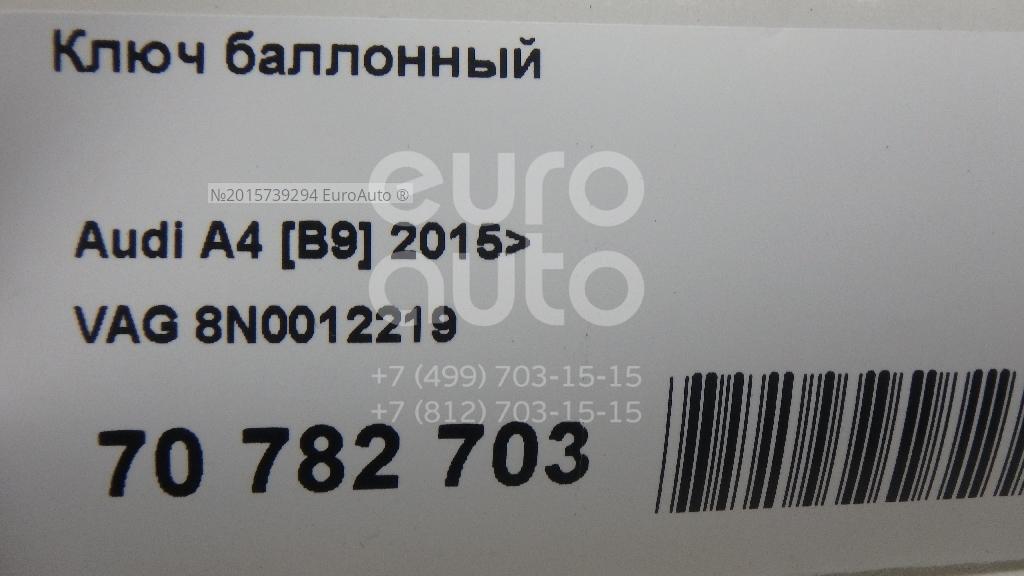 Ключ баллонный
euro
№2015739294 EuroAuto ®
Audi A4 [B9] 2015>
auto
VAG 8N0012219
+7 (499) 703-15-15
+7 (812) 703-15-15
70 782 703